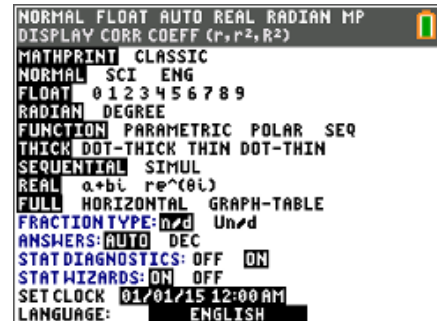 NORMAL FLOAT AUTO REAL RADIAN MP
DISPLAY CORR COEFF (r,r²,R²)
MATHPRINT CLASSIC
NORMAL SCI ENG
FLOAT 0 1 2 3 4 5 6 7 8 9
RADIAN DEGREE
FUNCTION PARAMETRIC POLAR SEQ
THICK DOT-THICK THIN DOT-THIN
SEQUENTIAL SIMUL
REAL a+bi re^(θi)
FULL HORIZONTAL GRAPH-TABLE
FRACTION TYPE: n/d Un/d
ANSWERS: AUTO DEC
STAT DIAGNOSTICS: OFF ON
STAT WIZARDS: ON OFF
SET CLOCK 01/01/15 12:00 AM
LANGUAGE: ENGLISH